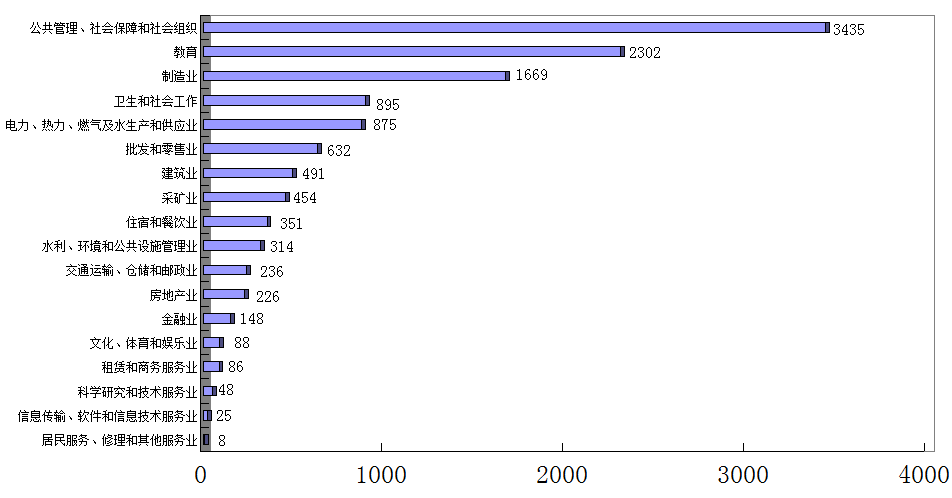 公共管理、社会保障和社会组织 3435
教育 2302
制造业 1669
卫生和社会工作 895
电力、热力、燃气及水生产和供应业 875
批发和零售业 632
建筑业 491
采矿业 454
住宿和餐饮业 351
水利、环境和公共设施管理业 314
交通运输、仓储和邮政业 236
房地产业 226
金融业 148
文化、体育和娱乐业 88
租赁和商务服务业 86
科学研究和技术服务业 48
信息传输、软件和信息技术服务业 25
居民服务、修理和其他服务业 8
0 1000 2000 3000 4000